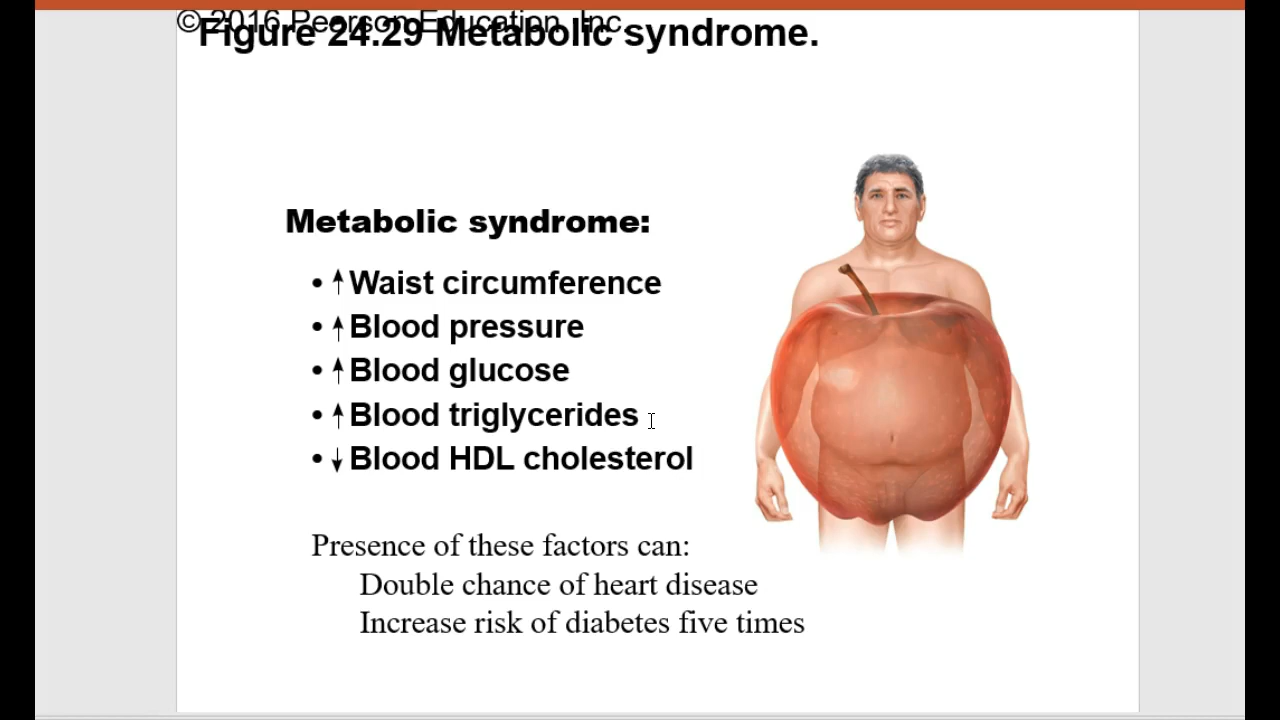 © 2016 Pearson Education, Inc.
Figure 24.29 Metabolic syndrome.
Metabolic syndrome:
• ↑ Waist circumference
• ↑ Blood pressure
• ↑ Blood glucose
• ↑ Blood triglycerides
• ↓ Blood HDL cholesterol
Presence of these factors can:
Double chance of heart disease
Increase risk of diabetes five times